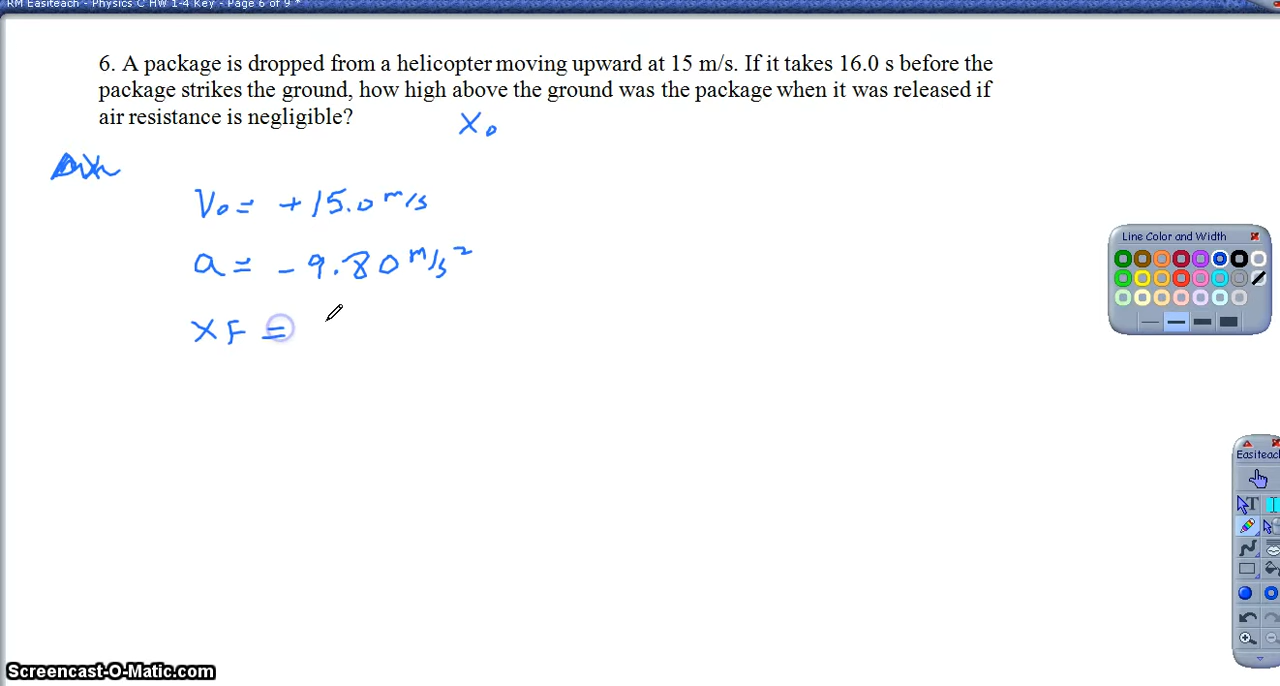 RM Easiteach - Physics C HW 1-4 Key - Page 6 of 9 *
6. A package is dropped from a helicopter moving upward at 15 m/s. If it takes 16.0 s before the
package strikes the ground, how high above the ground was the package when it was released if
air resistance is negligible?
X₀
V₀ = +15.0 m/s
a = -9.80 m/s²
XF =
Line Color and Width
Easiteach
T
Screencast-O-Matic.com